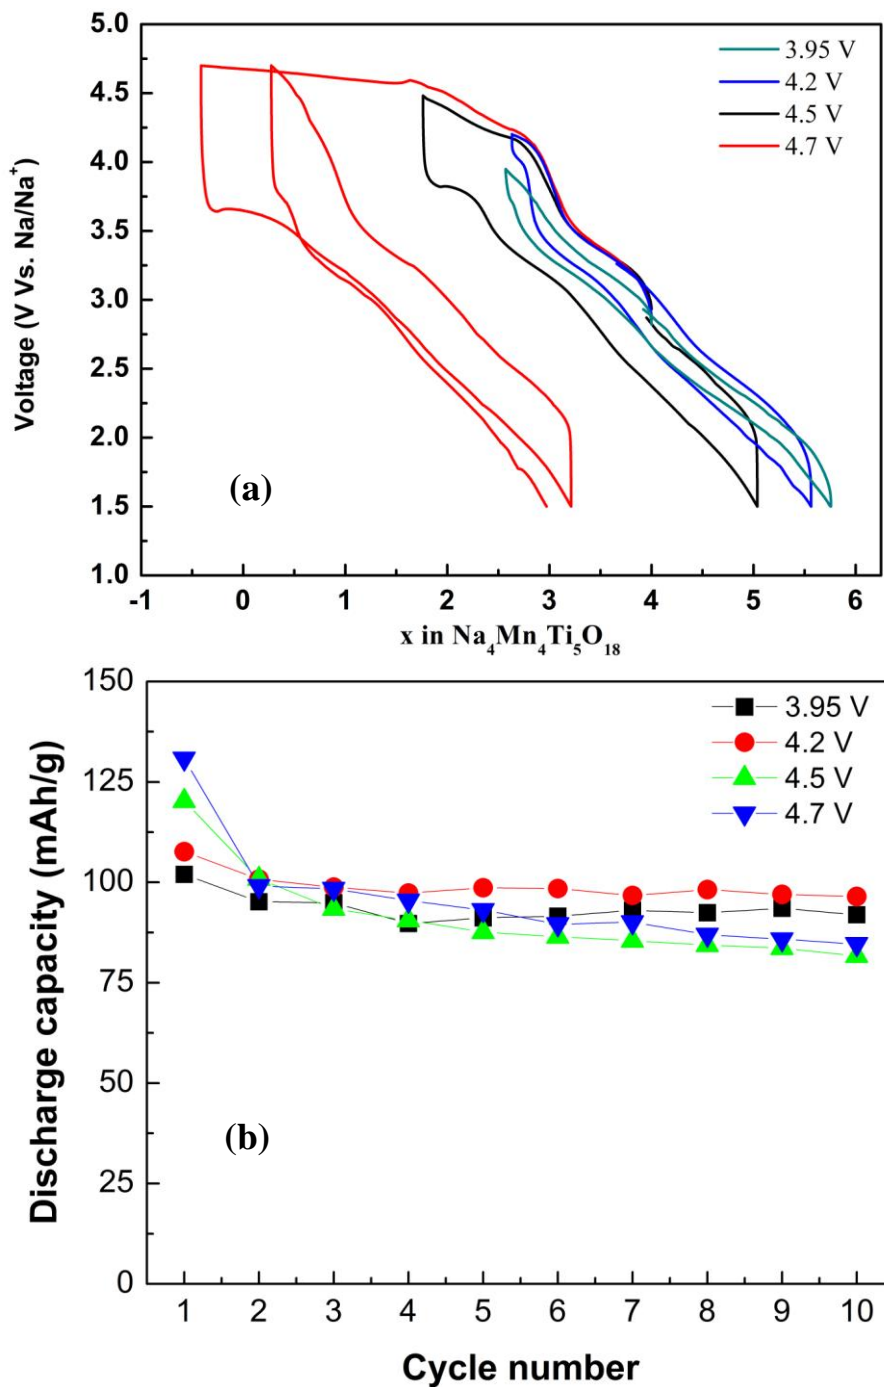 5.0
4.5
4.0
3.5
3.0
2.5
2.0
1.5
1.0
Voltage (V Vs. Na/Na⁺)
3.95 V
4.2 V
4.5 V
4.7 V
(a)
-1 0 1 2 3 4 5 6
x in Na₄Mn₄Ti₅O₁₈
150
125
100
75
50
25
0
Discharge capacity (mAh/g)
3.95 V
4.2 V
4.5 V
4.7 V
(b)
1 2 3 4 5 6 7 8 9 10
Cycle number